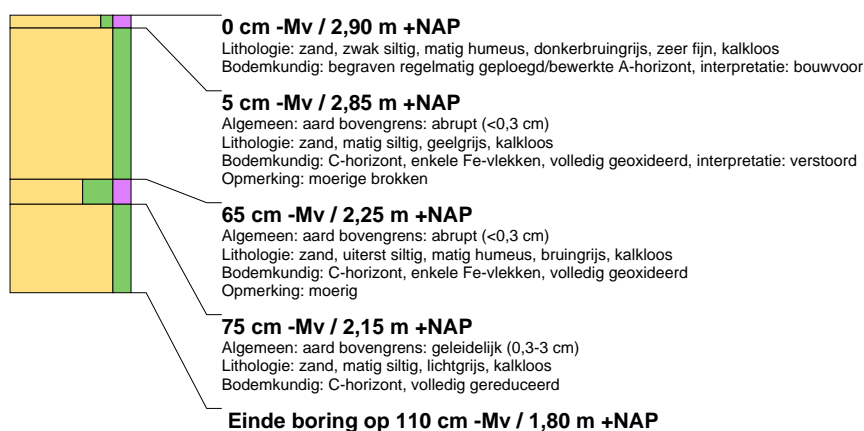 0 cm -Mv / 2,90 m +NAP
Lithologie: zand, zwak siltig, matig humeus, donkerbruingrijs, zeer fijn, kalkloos
Bodemkundig: begraven regelmatig geploegd/bewerkte A-horizont, interpretatie: bouwvoor
5 cm -Mv / 2,85 m +NAP
Algemeen: aard bovengrens: abrupt (<0,3 cm)
Lithologie: zand, matig siltig, geelgrijs, kalkloos
Bodemkundig: C-horizont, enkele Fe-vlekken, volledig geoxideerd, interpretatie: verstoord
Opmerking: moerige brokken
65 cm -Mv / 2,25 m +NAP
Algemeen: aard bovengrens: abrupt (<0,3 cm)
Lithologie: zand, uiterst siltig, matig humeus, bruingrijs, kalkloos
Bodemkundig: C-horizont, enkele Fe-vlekken, volledig geoxideerd
Opmerking: moerig
75 cm -Mv / 2,15 m +NAP
Algemeen: aard bovengrens: geleidelijk (0,3-3 cm)
Lithologie: zand, matig siltig, lichtgrijs, kalkloos
Bodemkundig: C-horizont, volledig gereduceerd
Einde boring op 110 cm -Mv / 1,80 m +NAP